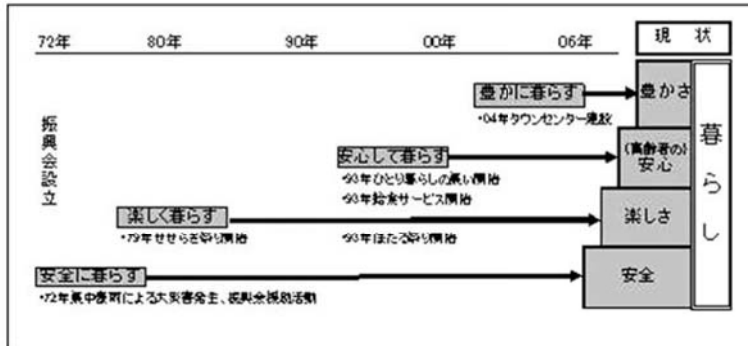 72年 80年 90年 00年 06年 現 状
豊かに暮らす 豊かさ
・04年タウンセンター建設
振興会設立
安心して暮らす (高齢者の) 安心
・93年ひとり暮らしの集い開始
・93年給食サービス開始
楽しく暮らす 楽しさ
・79年せせらぎ祭り開始 ・93年ほたる祭り開始
安全に暮らす 安全
・72年集中豪雨による大災害発生、振興会援助活動
暮らし